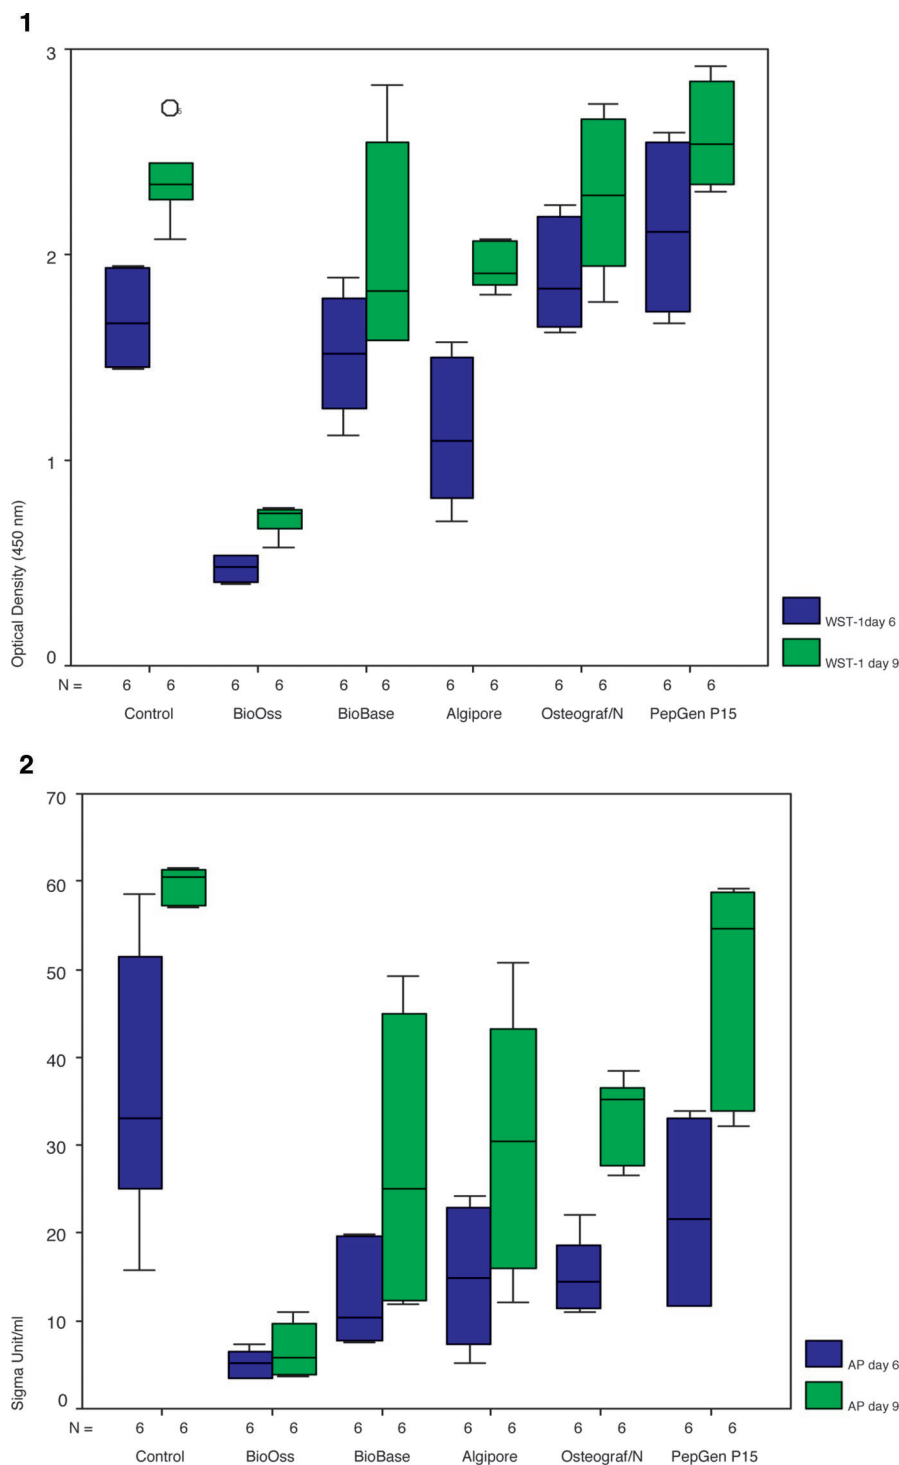 1
3
5
2
1
Optical Density (450 nm)
0
WST-1day 6
WST-1 day 9
N = 6 6 6 6 6 6 6 6 6 6 6 6
Control BioOss BioBase Algipore Osteograf/N PepGen P15
2
70
60
50
40
30
20
10
Sigma Unit/ml
0
AP day 6
AP day 9
N = 6 6 6 6 6 6 6 6 6 6 6 6
Control BioOss BioBase Algipore Osteograf/N PepGen P15